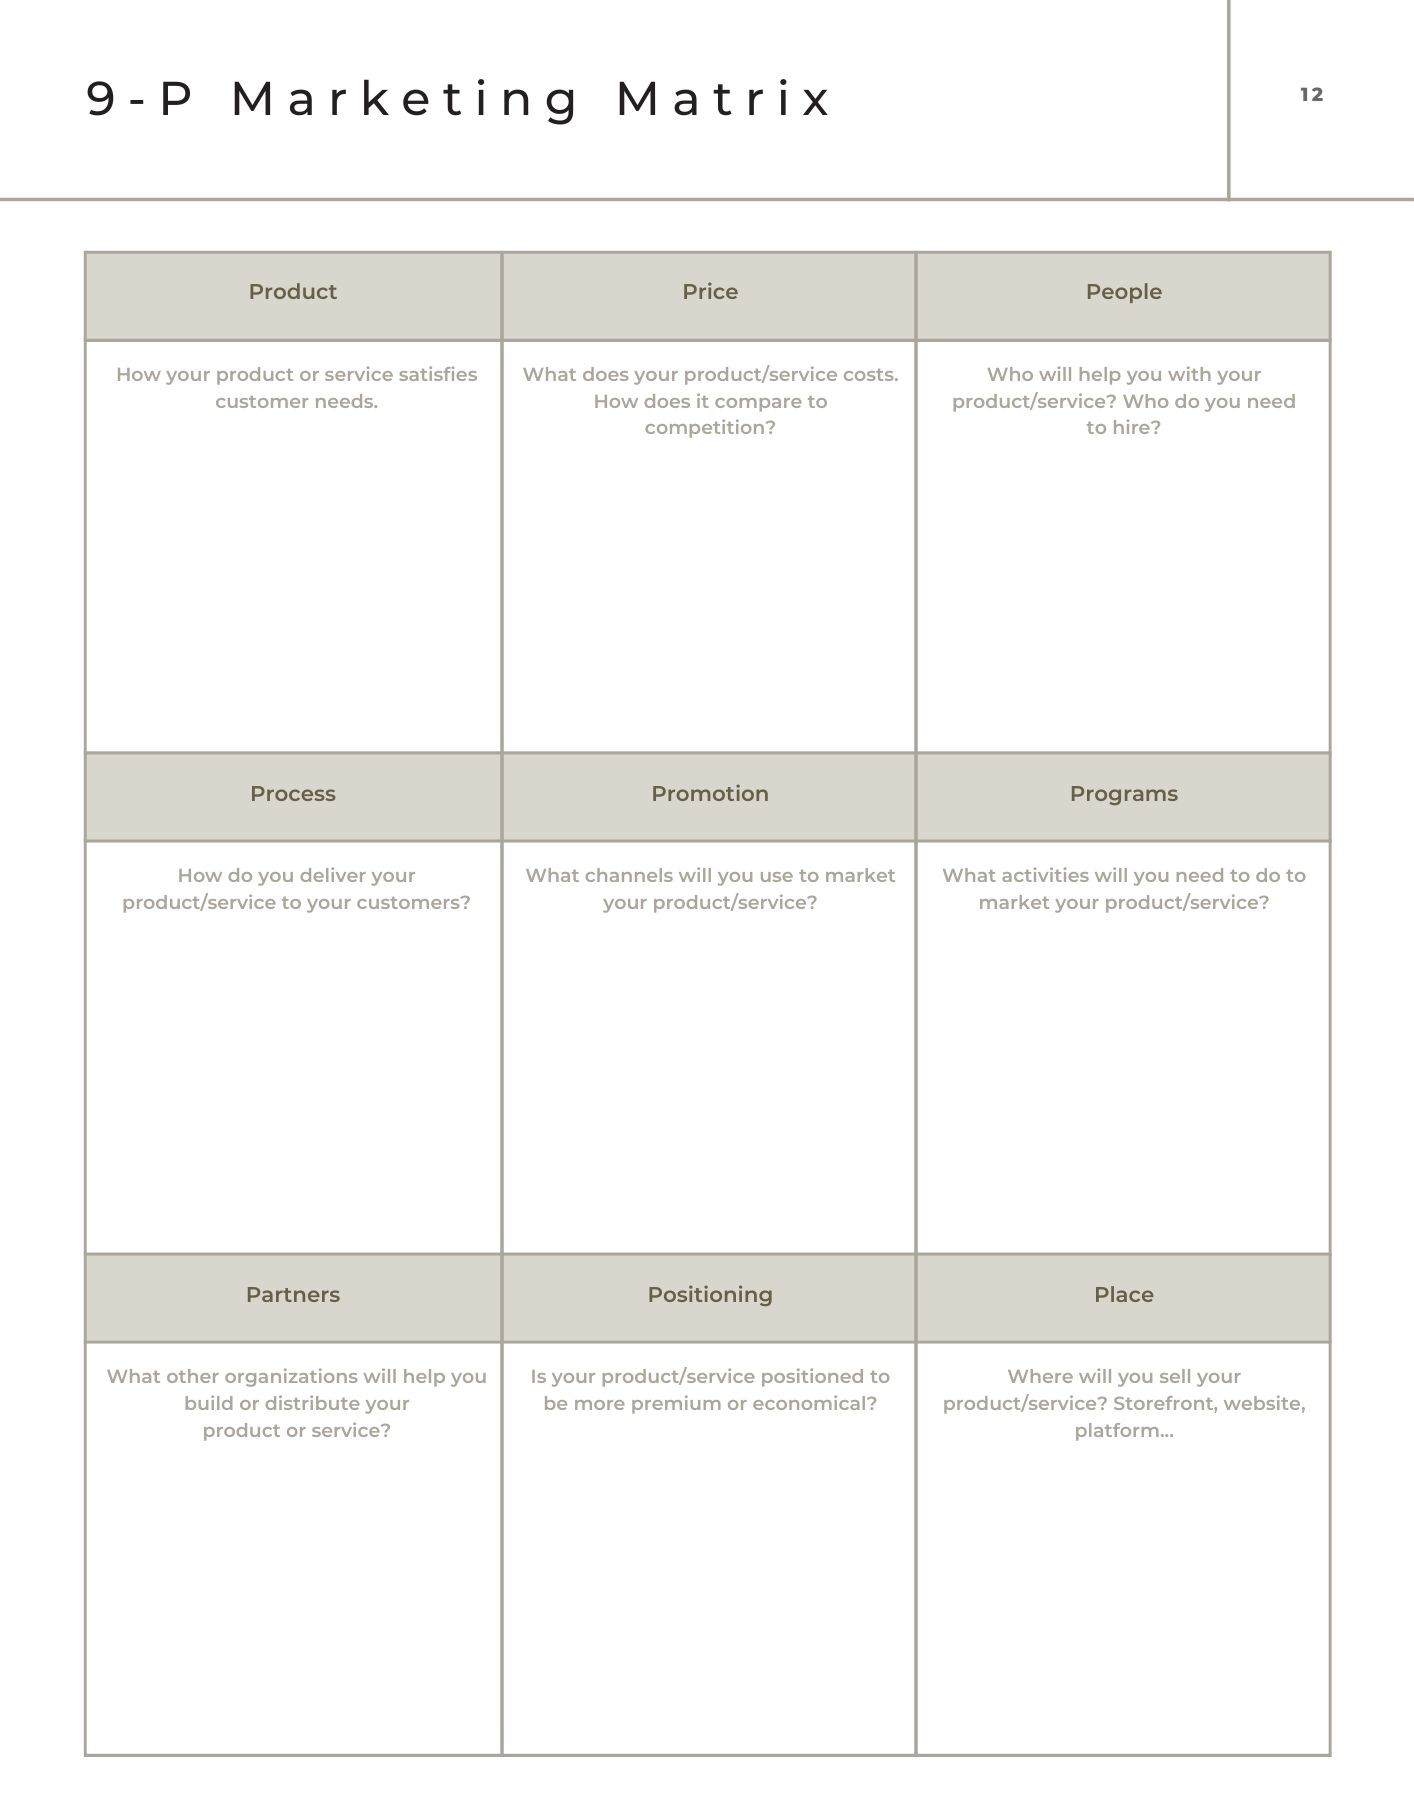 9-P Marketing Matrix
12
Product
Price
People
How your product or service satisfies
customer needs.
What does your product/service costs.
How does it compare to
competition?
Who will help you with your
product/service? Who do you need
to hire?
Process
Promotion
Programs
How do you deliver your
product/service to your customers?
What channels will you use to market
your product/service?
What activities will you need to do to
market your product/service?
Partners
Positioning
Place
What other organizations will help you
build or distribute your
product or service?
Is your product/service positioned to
be more premium or economical?
Where will you sell your
product/service? Storefront, website,
platform...